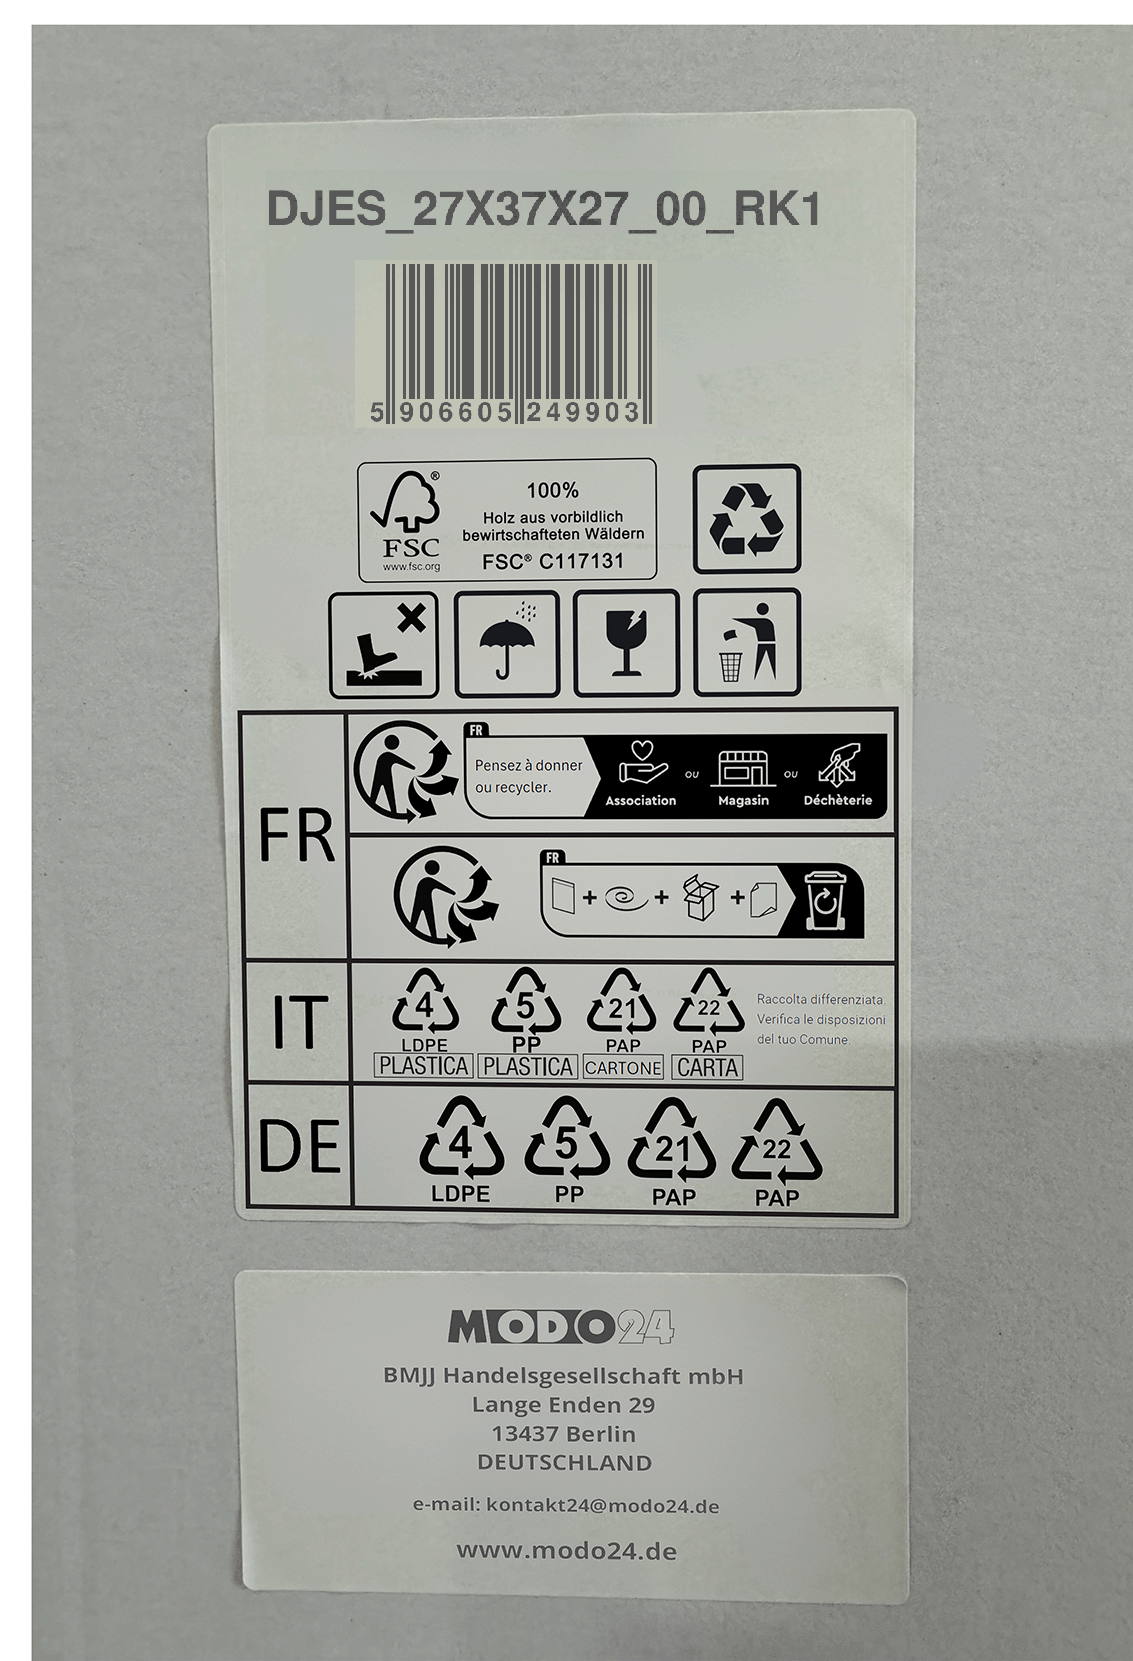 DJES_27X37X27_00_RK1
5 906605 249903
FSC®
www.fsc.org
100%
Holz aus vorbildlich
bewirtschafteten Wäldern
FSC® C117131
FR
FR
Pensez à donner
ou recycler.
Association
ou
Magasin
ou
Déchèterie
FR
+ + +
IT
4 5 21 22
LDPE PP PAP PAP
PLASTICA PLASTICA CARTONE CARTA
Raccolta differenziata.
Verifica le disposizioni
del tuo Comune.
DE
4 5 21 22
LDPE PP PAP PAP
MODO24
BMJJ Handelsgesellschaft mbH
Lange Enden 29
13437 Berlin
DEUTSCHLAND
e-mail: kontakt24@modo24.de
www.modo24.de